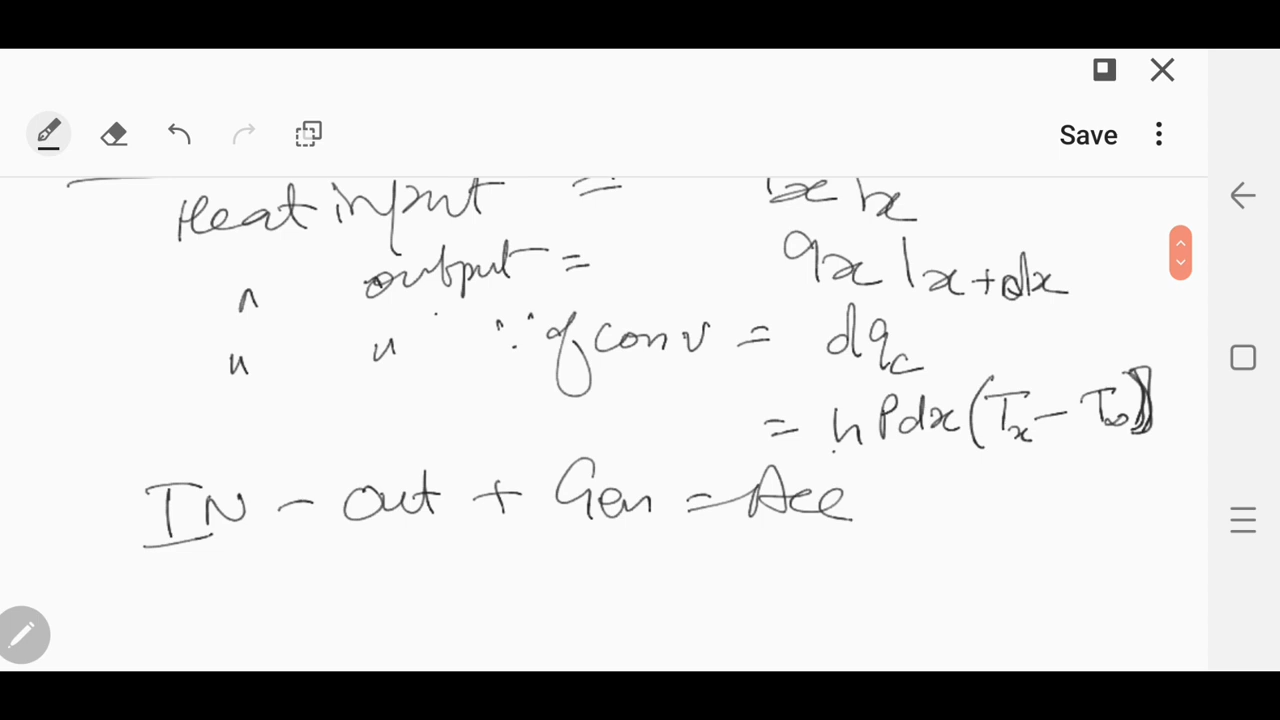 Save
Heat input = qx|x
" output = qx|x+dx
" " ∵ of conv = dqc
= hPdx(Tx - T∞)
IN - out + Gen = Acc